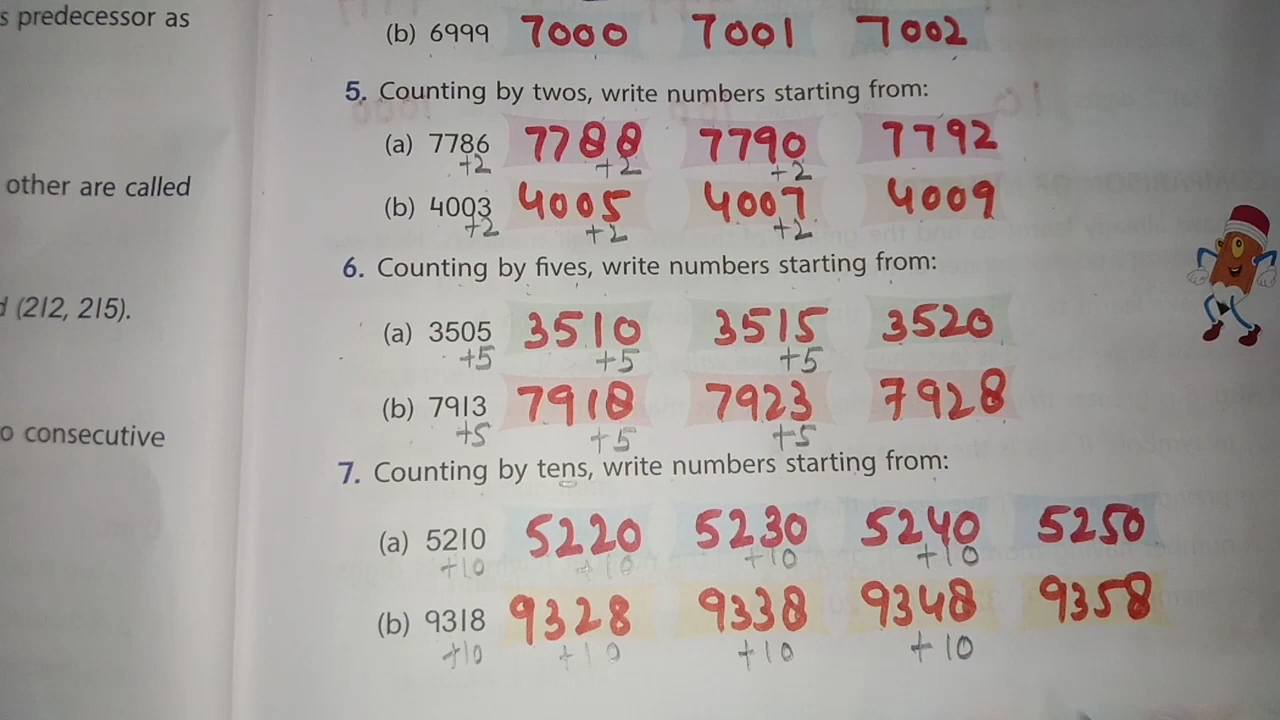 s predecessor as
(b) 6999 7000 7001 7002
5. Counting by twos, write numbers starting from:
(a) 7786 7788 7790 7792
+2 +2 +2
other are called
(b) 4003 4005 4007 4009
+2 +2 +2
6. Counting by fives, write numbers starting from:
(212, 215).
(a) 3505 3510 3515 3520
+5 +5 +5
(b) 7913 7918 7923 7928
+5 +5 +5
o consecutive
7. Counting by tens, write numbers starting from:
(a) 5210 5220 5230 5240 5250
+10 +10 +10 +10
(b) 9318 9328 9338 9348 9358
+10 +10 +10 +10